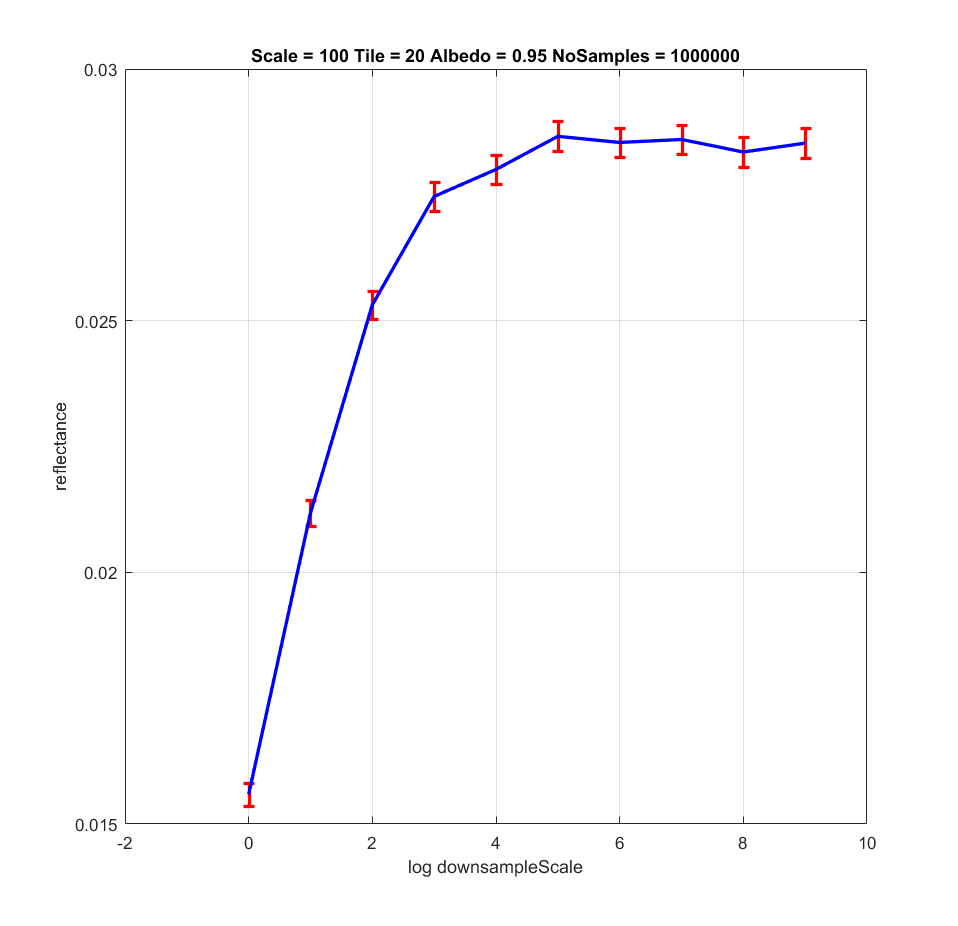 Scale = 100 Tile = 20 Albedo = 0.95 NoSamples = 1000000
0.03
0.025
0.02
0.015
reflectance
-2 0 2 4 6 8 10
log downsampleScale